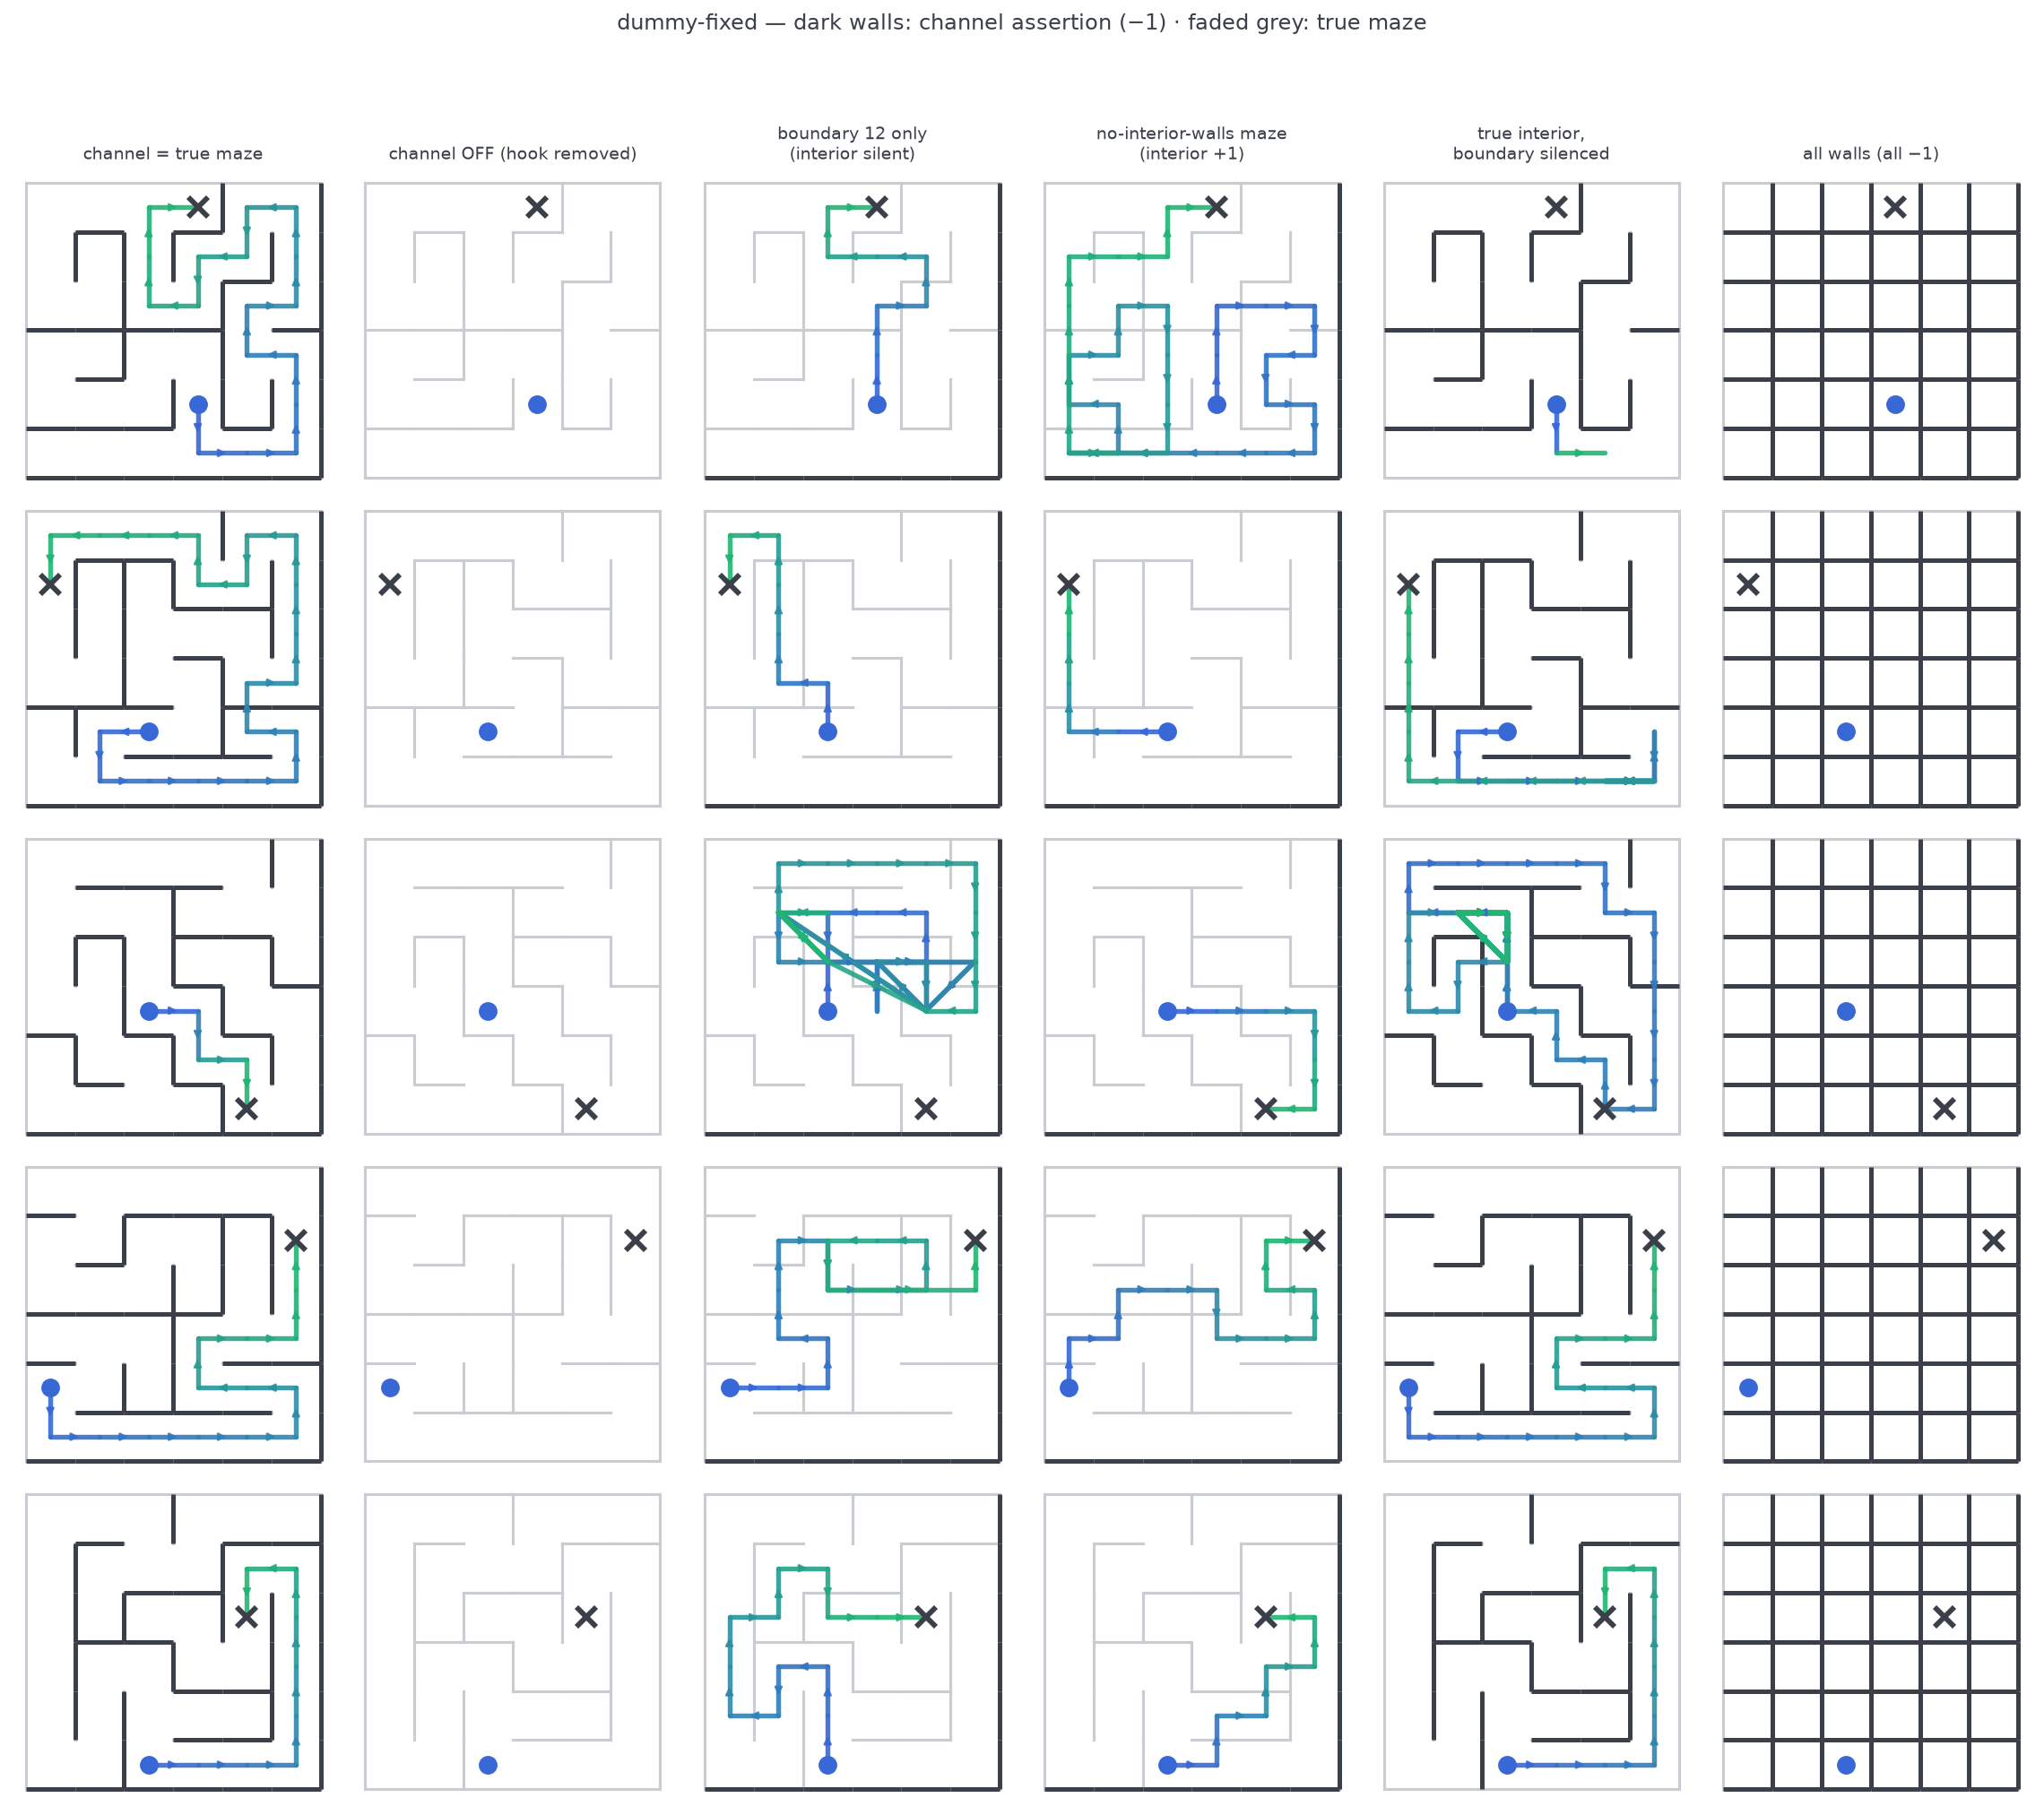 dummy-fixed — dark walls: channel assertion (−1) · faded grey: true maze
channel = true maze
channel OFF (hook removed)
boundary 12 only
(interior silent)
no-interior-walls maze
(interior +1)
true interior,
boundary silenced
all walls (all −1)